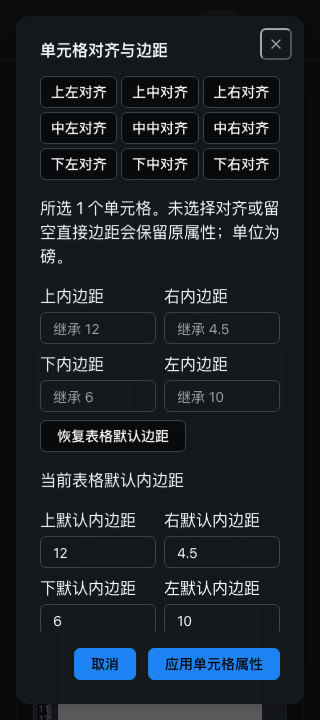 单元格对齐与边距
上左对齐 上中对齐 上右对齐
中左对齐 中中对齐 中右对齐
下左对齐 下中对齐 下右对齐
所选 1 个单元格。未选择对齐或留
空直接边距会保留原属性；单位为
磅。
上内边距 右内边距
继承 12 继承 4.5
下内边距 左内边距
继承 6 继承 10
恢复表格默认边距
当前表格默认内边距
上默认内边距 右默认内边距
12 4.5
下默认内边距 左默认内边距
6 10
取消 应用单元格属性